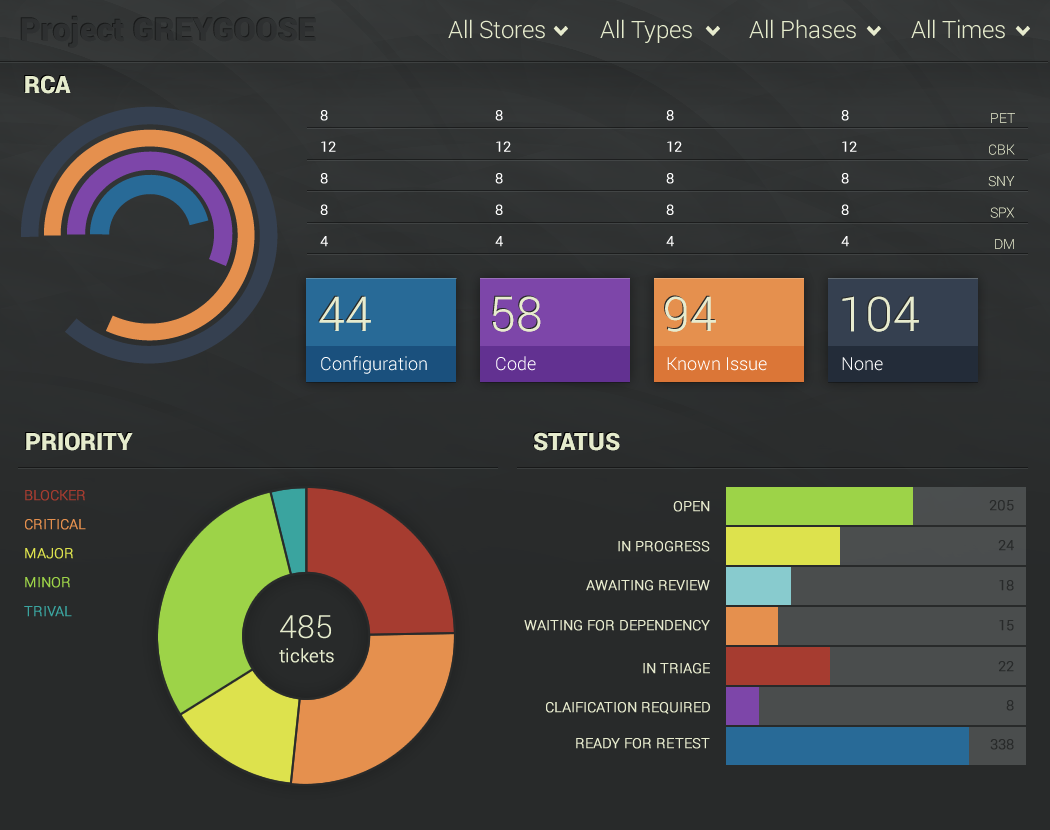 Project GREYGOOSE
All Stores All Types All Phases All Times
RCA
8 8 8 8 PET
12 12 12 12 CBK
8 8 8 8 SNY
8 8 8 8 SPX
4 4 4 4 DM
44 58 94 104
Configuration Code Known Issue None
PRIORITY
BLOCKER
CRITICAL
MAJOR
MINOR
TRIVAL
485
tickets
STATUS
OPEN 205
IN PROGRESS 24
AWAITING REVIEW 18
WAITING FOR DEPENDENCY 15
IN TRIAGE 22
CLAIFICATION REQUIRED 8
READY FOR RETEST 338